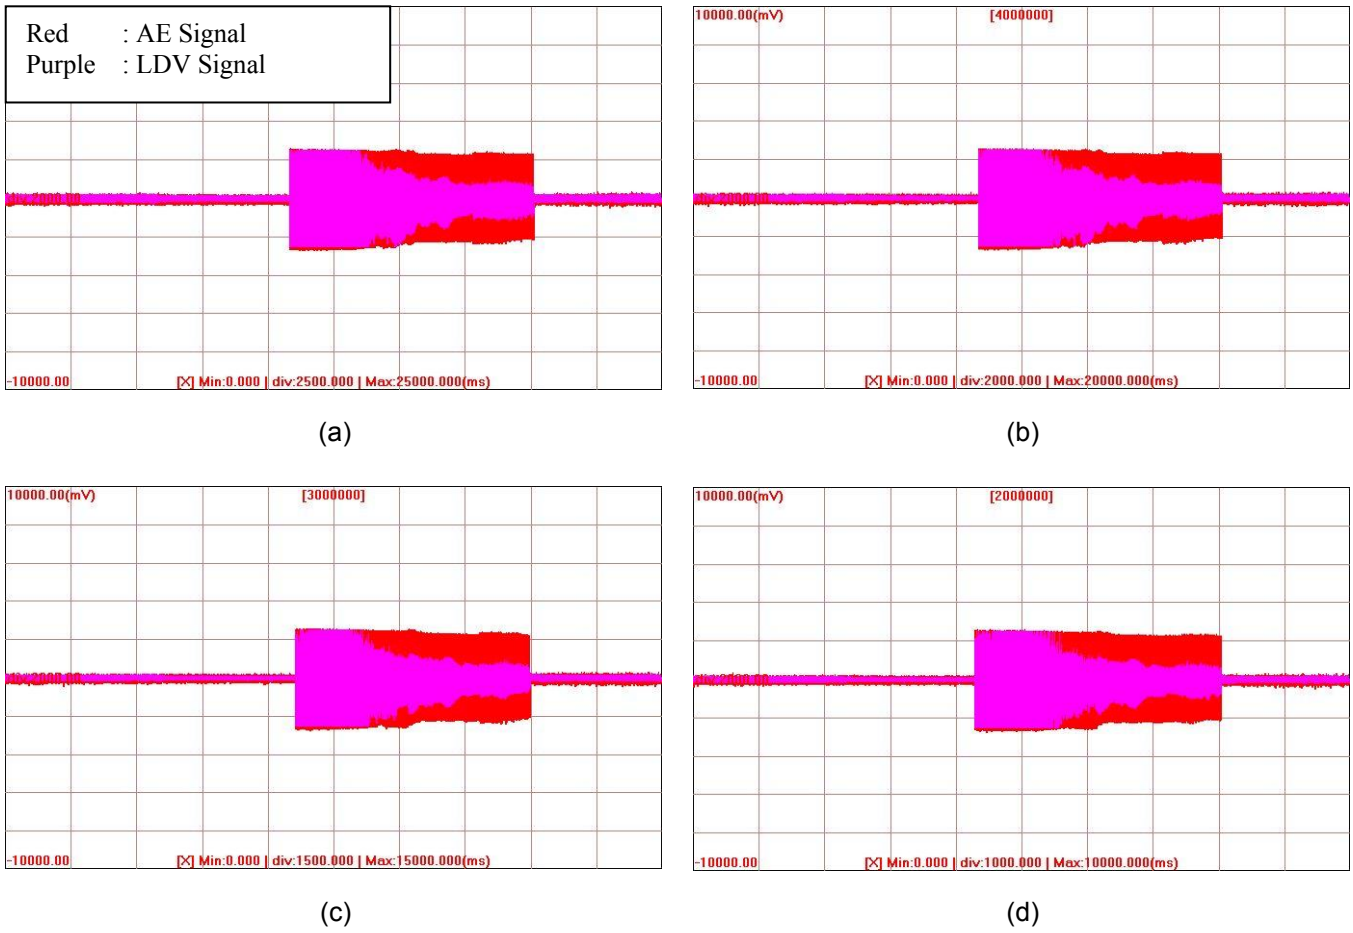 Red : AE Signal
Purple : LDV Signal
-10000.00 [X] Min:0.000 | div:2500.000 | Max:25000.000(ms)
(a)
10000.00(mV) [4000000]
-10000.00 [X] Min:0.000 | div:2000.000 | Max:20000.000(ms)
(b)
10000.00(mV) [3000000]
-10000.00 [X] Min:0.000 | div:1500.000 | Max:15000.000(ms)
(c)
10000.00(mV) [2000000]
-10000.00 [X] Min:0.000 | div:1000.000 | Max:10000.000(ms)
(d)